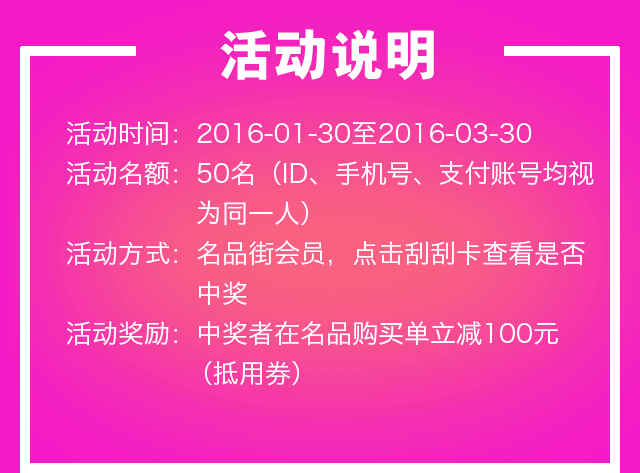 活动说明
活动时间：2016-01-30至2016-03-30
活动名额：50名（ID、手机号、支付账号均视
为同一人）
活动方式：名品街会员，点击刮刮卡查看是否
中奖
活动奖励：中奖者在名品购买单立减100元
（抵用券）